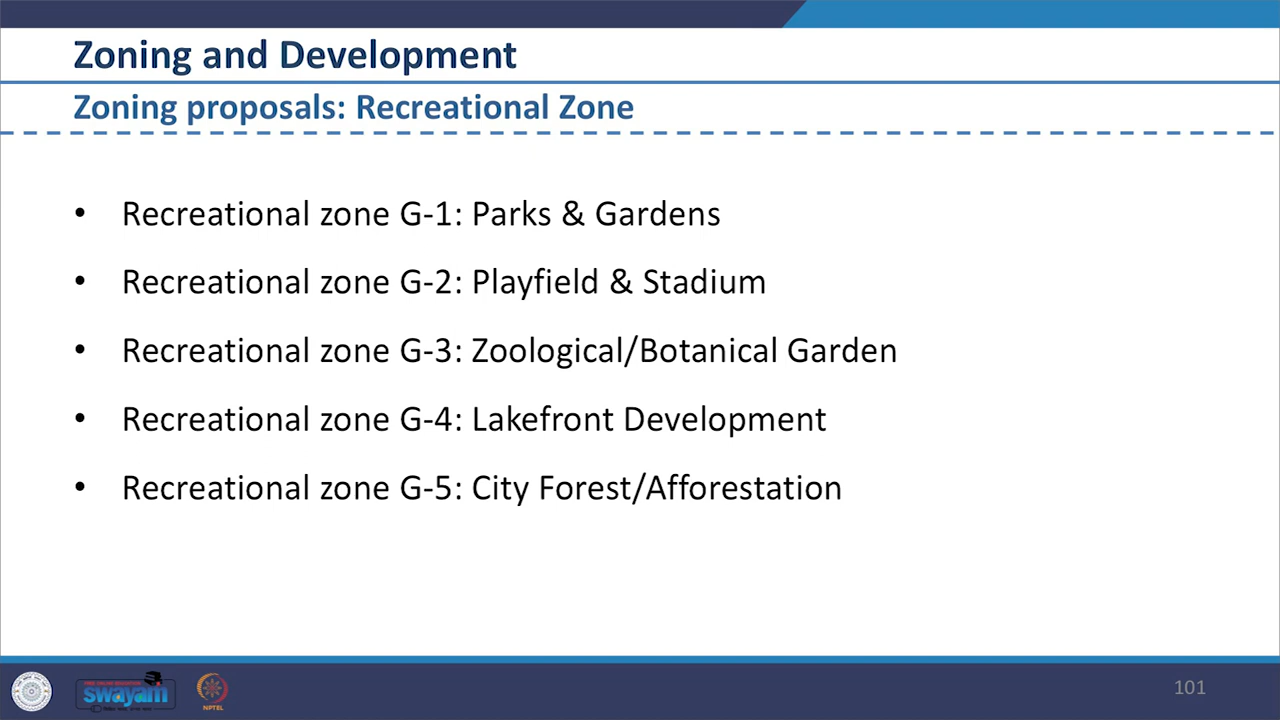 Zoning and Development
Zoning proposals: Recreational Zone
• Recreational zone G-1: Parks & Gardens
• Recreational zone G-2: Playfield & Stadium
• Recreational zone G-3: Zoological/Botanical Garden
• Recreational zone G-4: Lakefront Development
• Recreational zone G-5: City Forest/Afforestation
swayam
NPTEL
101